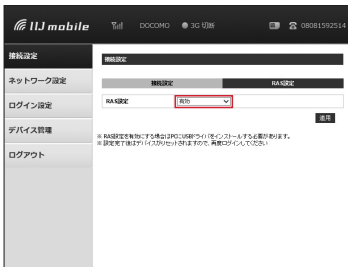 IIJ mobile
DOCOMO
3G 切断
08081592514
接続設定
ネットワーク設定
ログイン設定
デバイス管理
ログアウト
接続設定
接続設定
RAS設定
RAS設定
有効
適用
※ RAS設定を有効にする場合はPCにUSBドライバをインストールする必要があります。
※ 設定完了後はデバイスがリセットされますので、再度ログインしてください